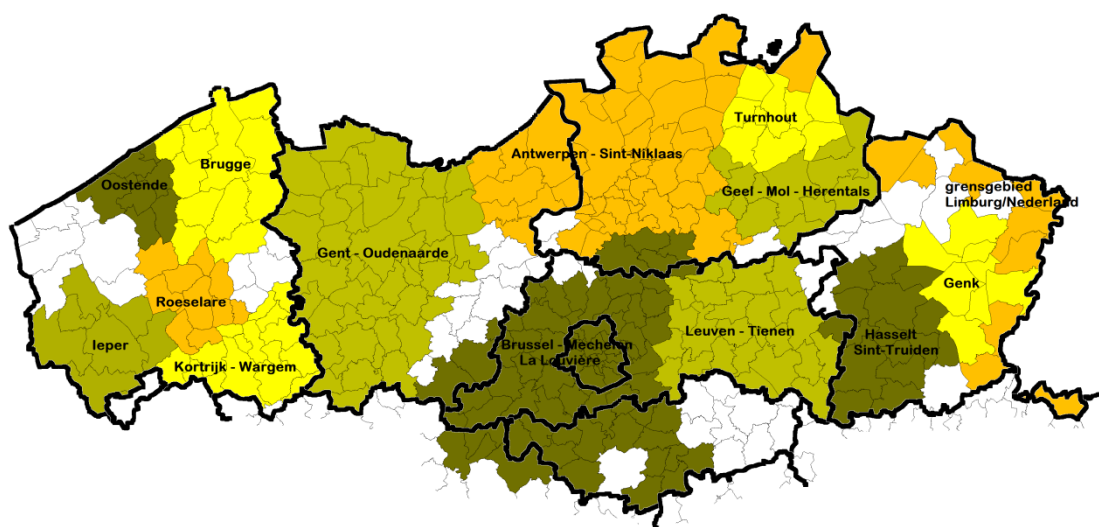 Turnhout
Brugge
Antwerpen - Sint-Niklaas
Oostende
Geel - Mol - Herentals
grensgebied
Limburg/Nederland
Gent - Oudenaarde
Genk
Roeselare
Leuven - Tienen
Hasselt
Sint-Truiden
Ieper
Brussel - Mechelen
La Louvière
Kortrijk - Wargem